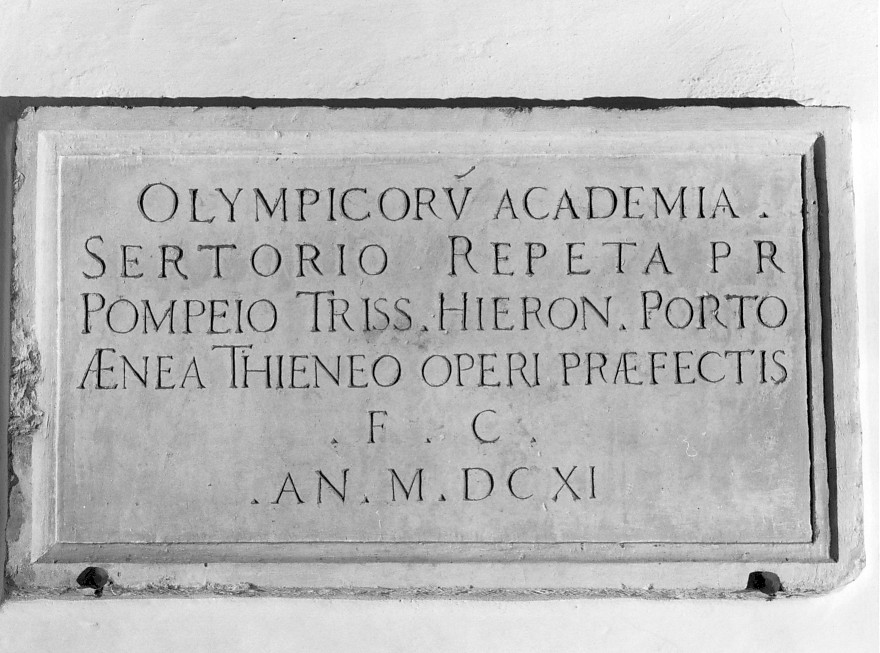 OLYMPICORV́ ACADEMIA .
SERTORIO REPETA PR
POMPEIO TRISS . HIERON . PORTO
ÆNEA THIENEO OPERI PRÆFECTIS
. F . C .
. AN . M . DCXI